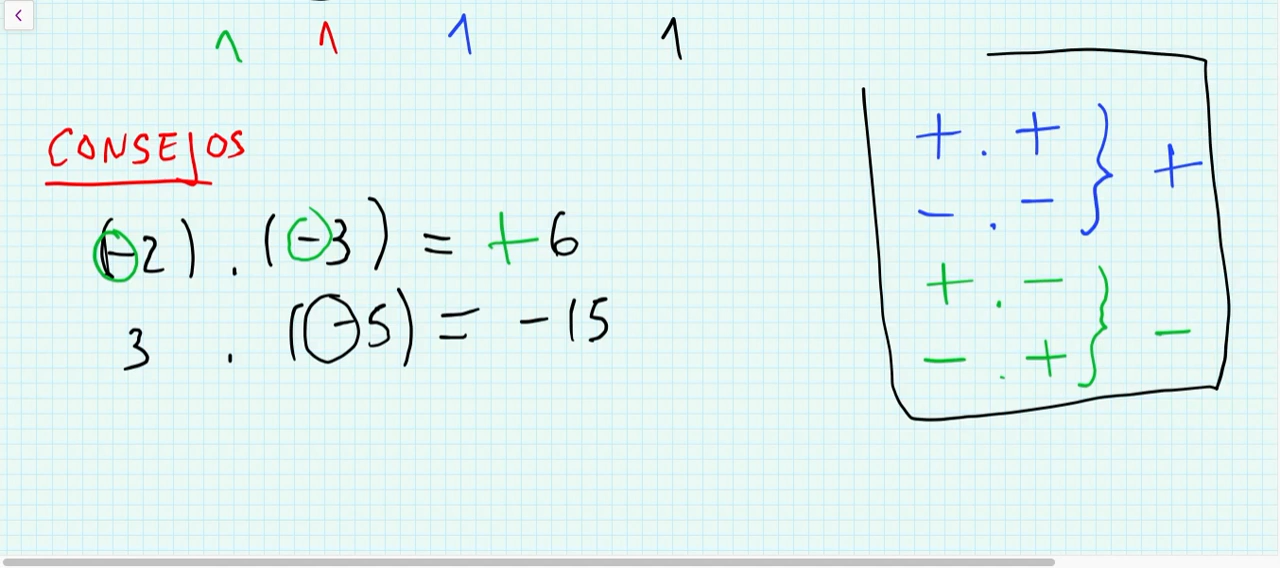 1 1 1 1
CONSEJOS
(-2) . (-3) = +6
3 . (-5) = -15
+ . + } +
- . -
+ . - } -
- . +